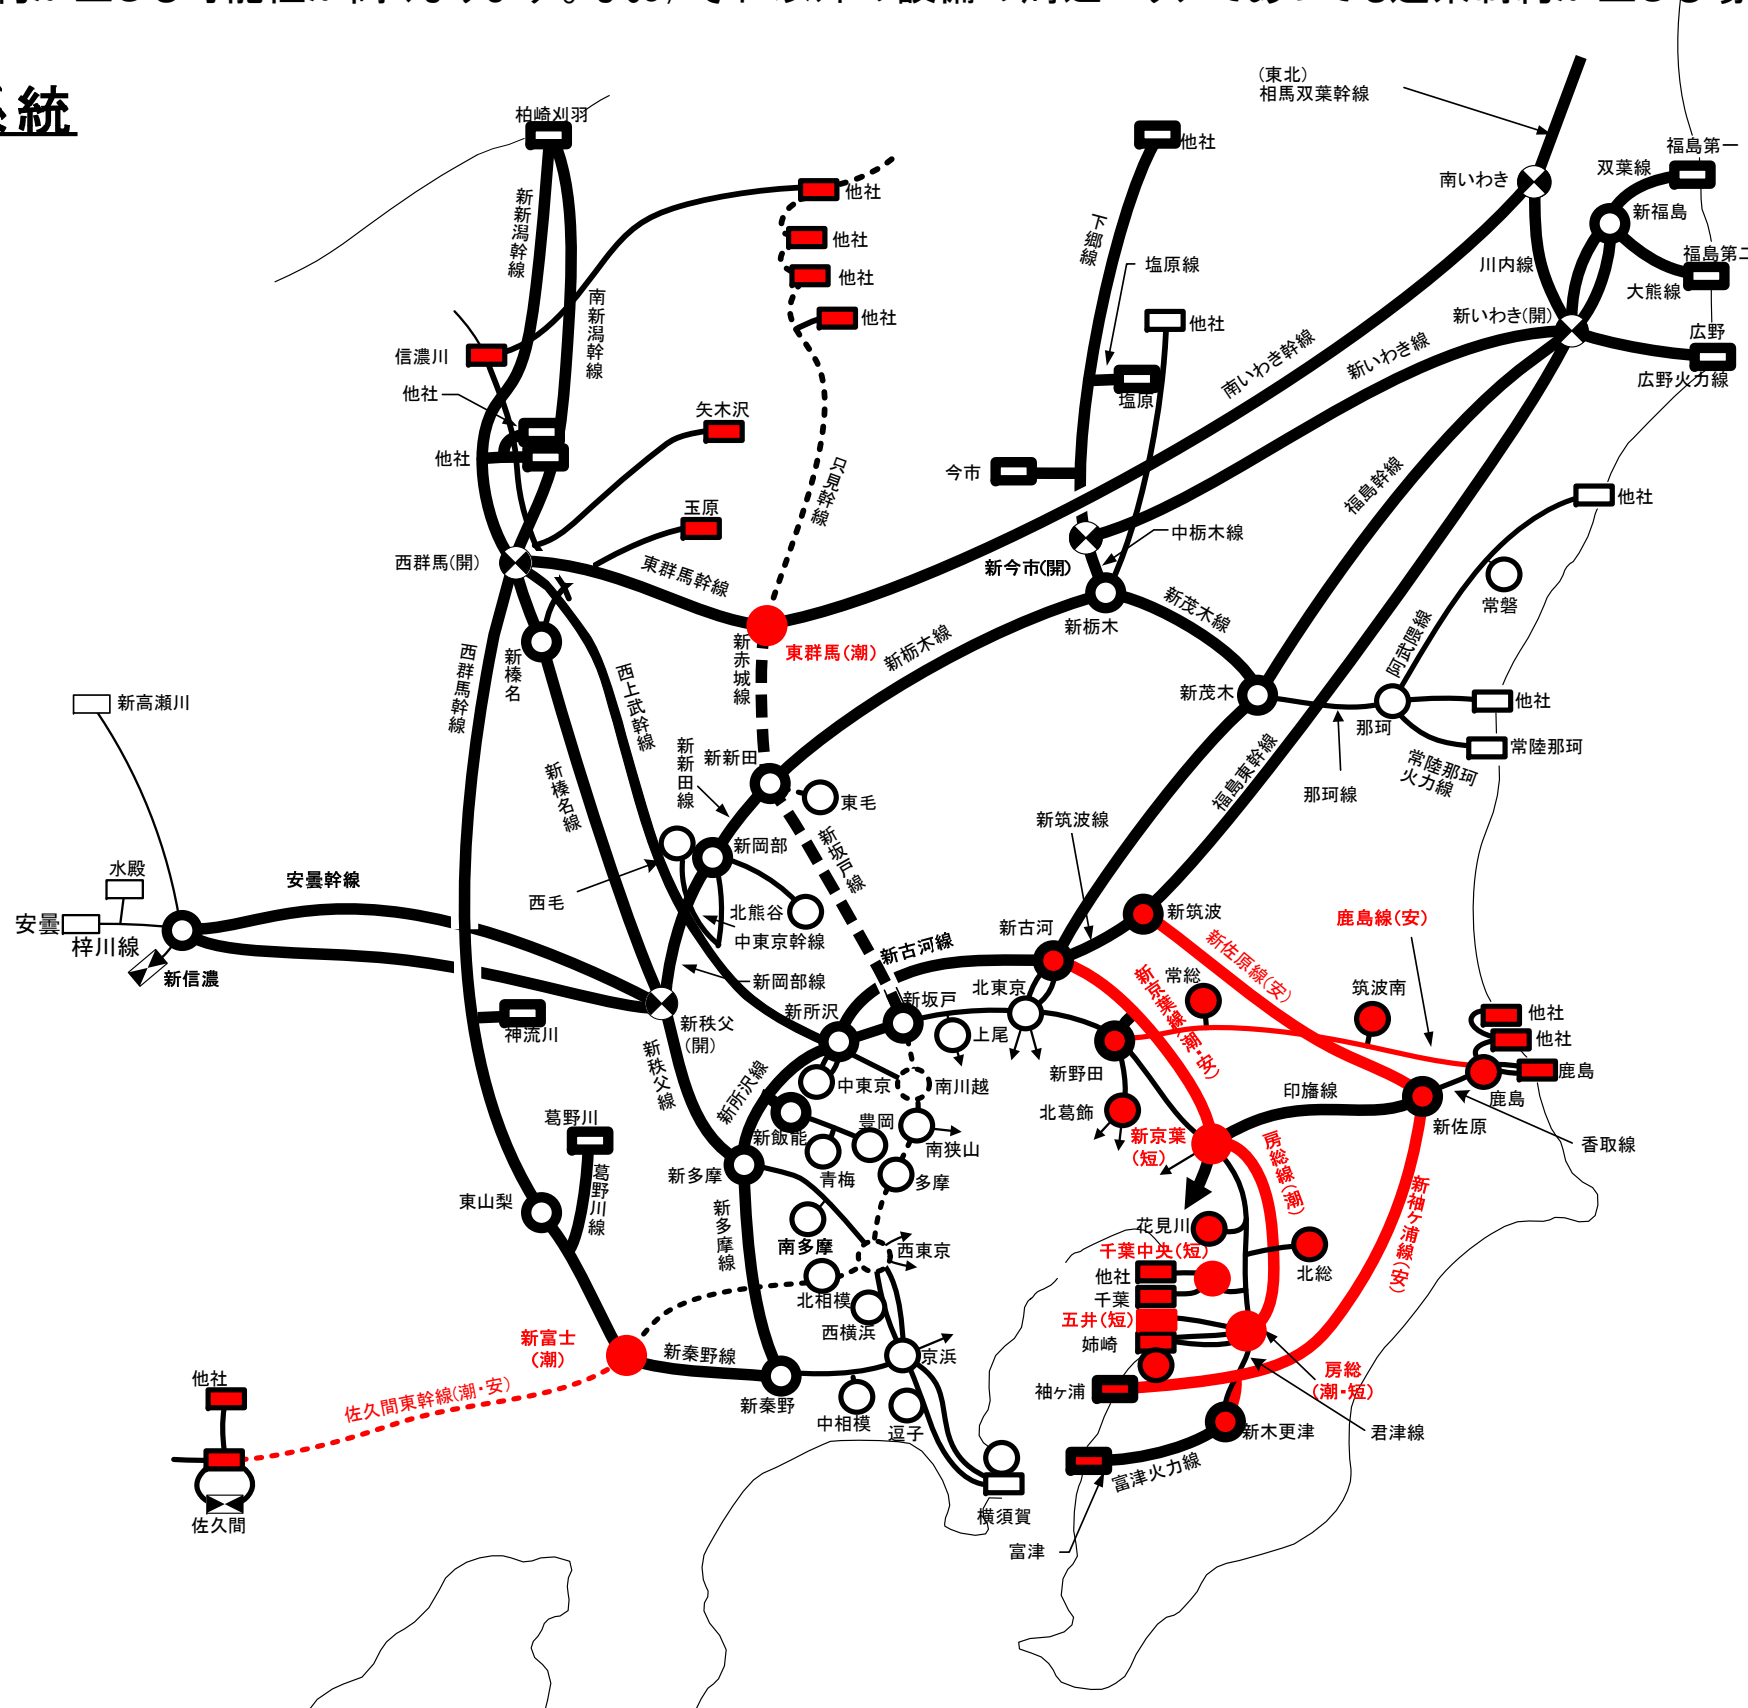 系統
(東北)
相馬双葉幹線
柏崎刈羽
他社
福島第一
双葉線
南いわき
新福島
他社
新新潟幹線
下郷線
他社
福島第二
塩原線
川内線
大熊線
他社
南新潟幹線
新いわき(開)
他社
他社
広野
信濃川
南いわき幹線
新いわき線
広野火力線
他社
塩原
矢木沢
他社
只見幹線
今市
福島幹線
他社
玉原
中栃木線
西群馬(開)
東群馬幹線
新今市(開)
常磐
新茂木線
新栃木
阿武隈線
新赤城線
東群馬(潮)
新栃木線
西群馬幹線
新榛名
西上武幹線
新高瀬川
新茂木
他社
那珂
常陸那珂
常陸那珂
火力線
新新田線
新新田
新榛名線
福島東幹線
那珂線
東毛
新筑波線
新坂戸線
新岡部
水殿
安曇幹線
西毛
北熊谷
新筑波
鹿島線(安)
安曇
梓川線
中東京幹線
新古河線
新古河
新佐原線(安)
新信濃
新岡部線
北東京
新京葉線(潮・安)
常総
筑波南
新所沢
新坂戸
他社
新秩父
(開)
上尾
他社
神流川
新秩父線
新所沢線
中東京
南川越
新野田
鹿島
印旛線
鹿島
葛野川
新飯能
豊岡
北葛飾
新京葉
(短)
新佐原
香取線
房総線(潮)
南狭山
新多摩
青梅
多摩
葛野川線
東山梨
新袖ケ浦線(安)
新多摩線
花見川
南多摩
西東京
千葉中央(短)
北総
他社
北相模
千葉
五井(短)
西横浜
姉崎
新富士
(潮)
新秦野線
京浜
房総
(潮・短)
他社
佐久間東幹線(潮・安)
袖ヶ浦
新秦野
中相模
逗子
新木更津
君津線
富津火力線
横須賀
佐久間
富津